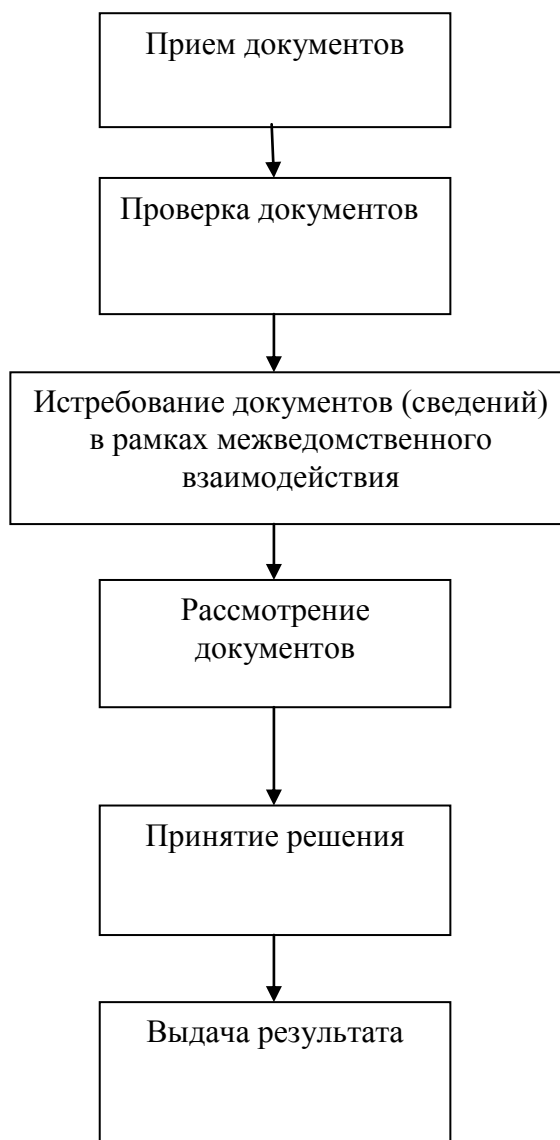 Прием документов
Проверка документов
Истребование документов (сведений)
в рамках межведомственного
взаимодействия
Рассмотрение
документов
Принятие решения
Выдача результата